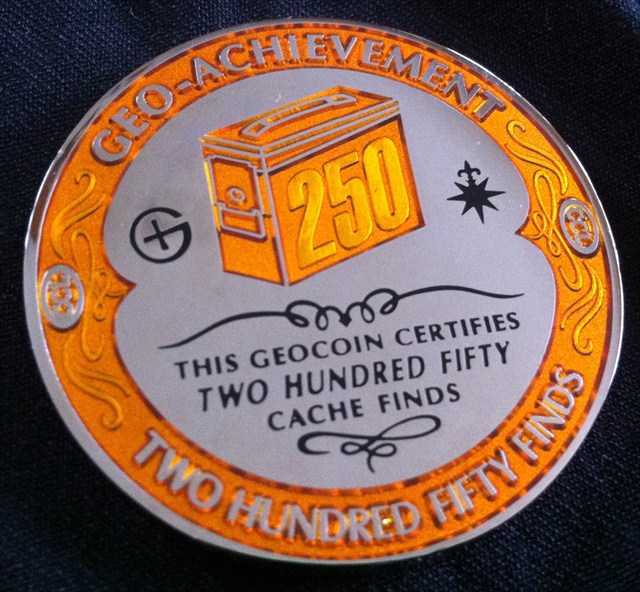 GEO-ACHIEVEMENT
250
THIS GEOCOIN CERTIFIES
TWO HUNDRED FIFTY
CACHE FINDS
TWO HUNDRED FIFTY FINDS